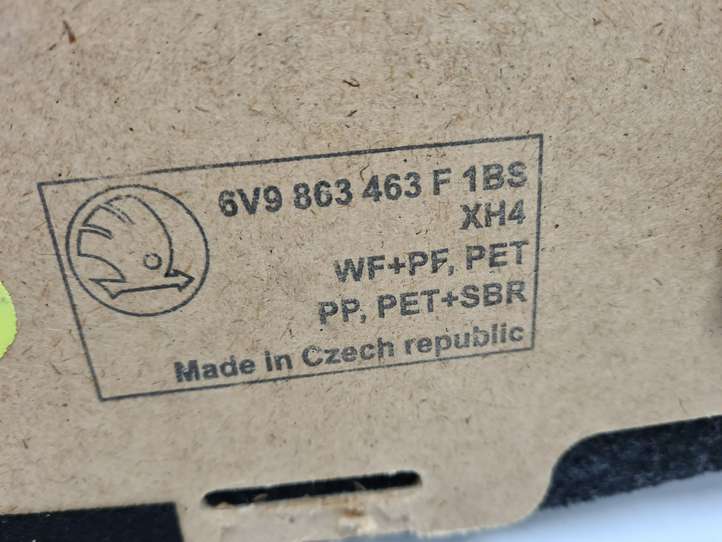 6V9 863 463 F 1BS
XH4
WF+PF, PET
PP, PET+SBR
Made in Czech republic